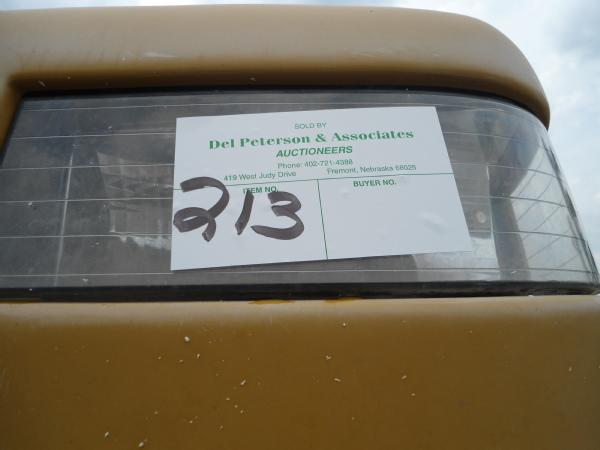 SOLD BY
Del Peterson & Associates
AUCTIONEERS
Phone: 402-721-4388
419 West Judy Drive Fremont, Nebraska 68025
ITEM NO. BUYER NO.
213